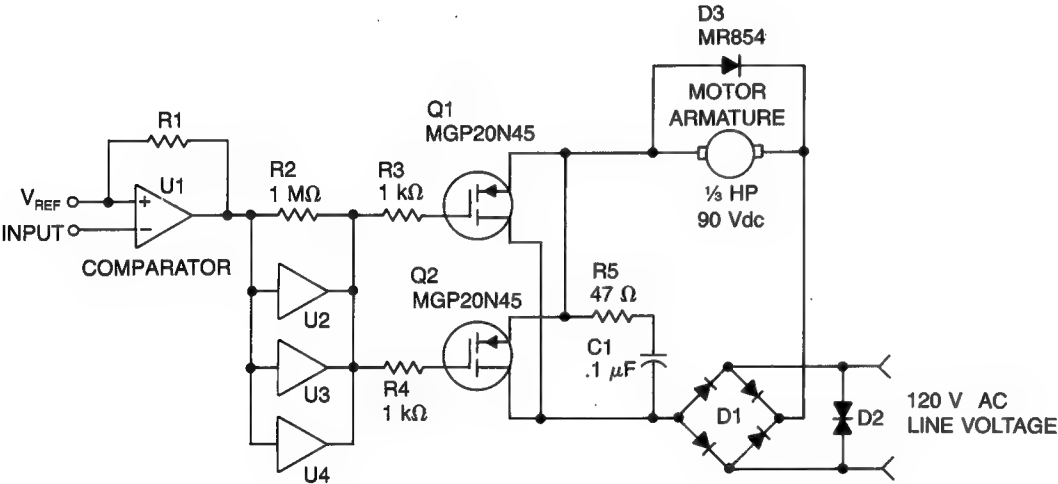 D3
MR854
MOTOR
ARMATURE
⅓ HP
90 Vdc
Q1
MGP20N45
R1
R2
1 MΩ
R3
1 kΩ
V_REF
U1
+
−
INPUT
COMPARATOR
U2
U3
U4
Q2
MGP20N45
R4
1 kΩ
R5
47 Ω
C1
.1 μF
D1
D2
120 V AC
LINE VOLTAGE